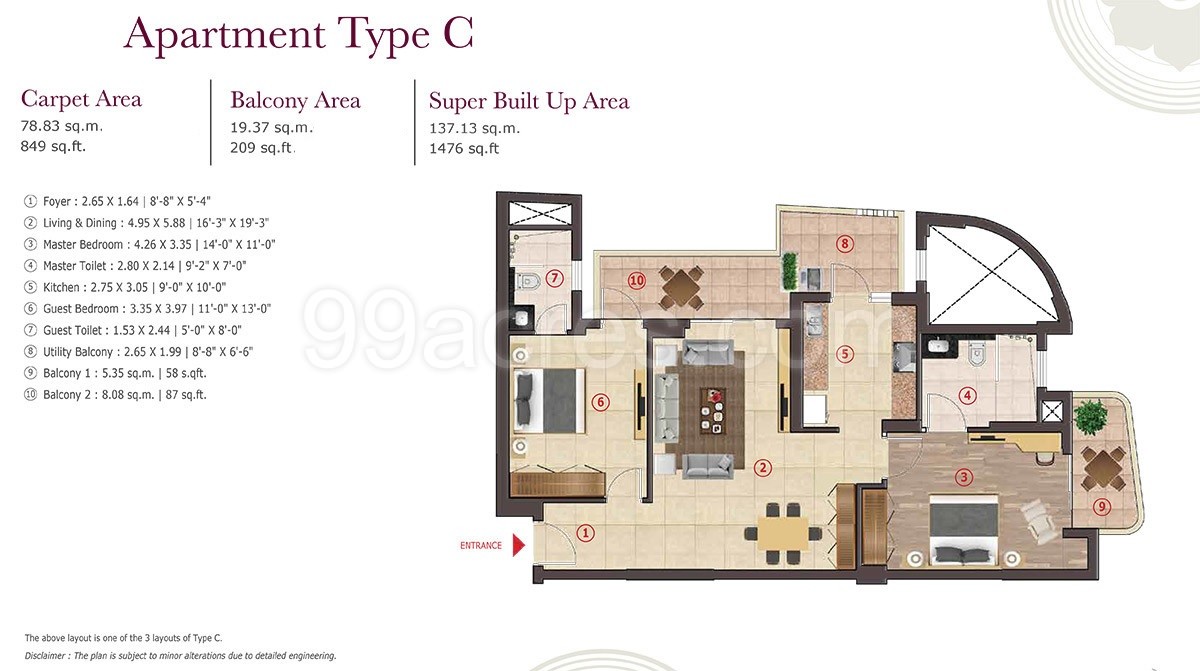 Apartment Type C
Carpet Area
78.83 sq.m.
849 sq.ft.
Balcony Area
19.37 sq.m.
209 sq.ft.
Super Built Up Area
137.13 sq.m.
1476 sq.ft
1 Foyer : 2.65 X 1.64 | 8'-8" X 5'-4"
2 Living & Dining : 4.95 X 5.88 | 16'-3" X 19'-3"
3 Master Bedroom : 4.26 X 3.35 | 14'-0" X 11'-0"
4 Master Toilet : 2.80 X 2.14 | 9'-2" X 7'-0"
5 Kitchen : 2.75 X 3.05 | 9'-0" X 10'-0"
6 Guest Bedroom : 3.35 X 3.97 | 11'-0" X 13'-0"
7 Guest Toilet : 1.53 X 2.44 | 5'-0" X 8'-0"
8 Utility Balcony : 2.65 X 1.99 | 8'-8" X 6'-6"
9 Balcony 1 : 5.35 sq.m. | 58 s.qft.
10 Balcony 2 : 8.08 sq.m. | 87 sq.ft.
8
7
10
5
4
6
2
3
9
1
ENTRANCE
99acres.com
The above layout is one of the 3 layouts of Type C.
Disclaimer : The plan is subject to minor alterations due to detailed engineering.